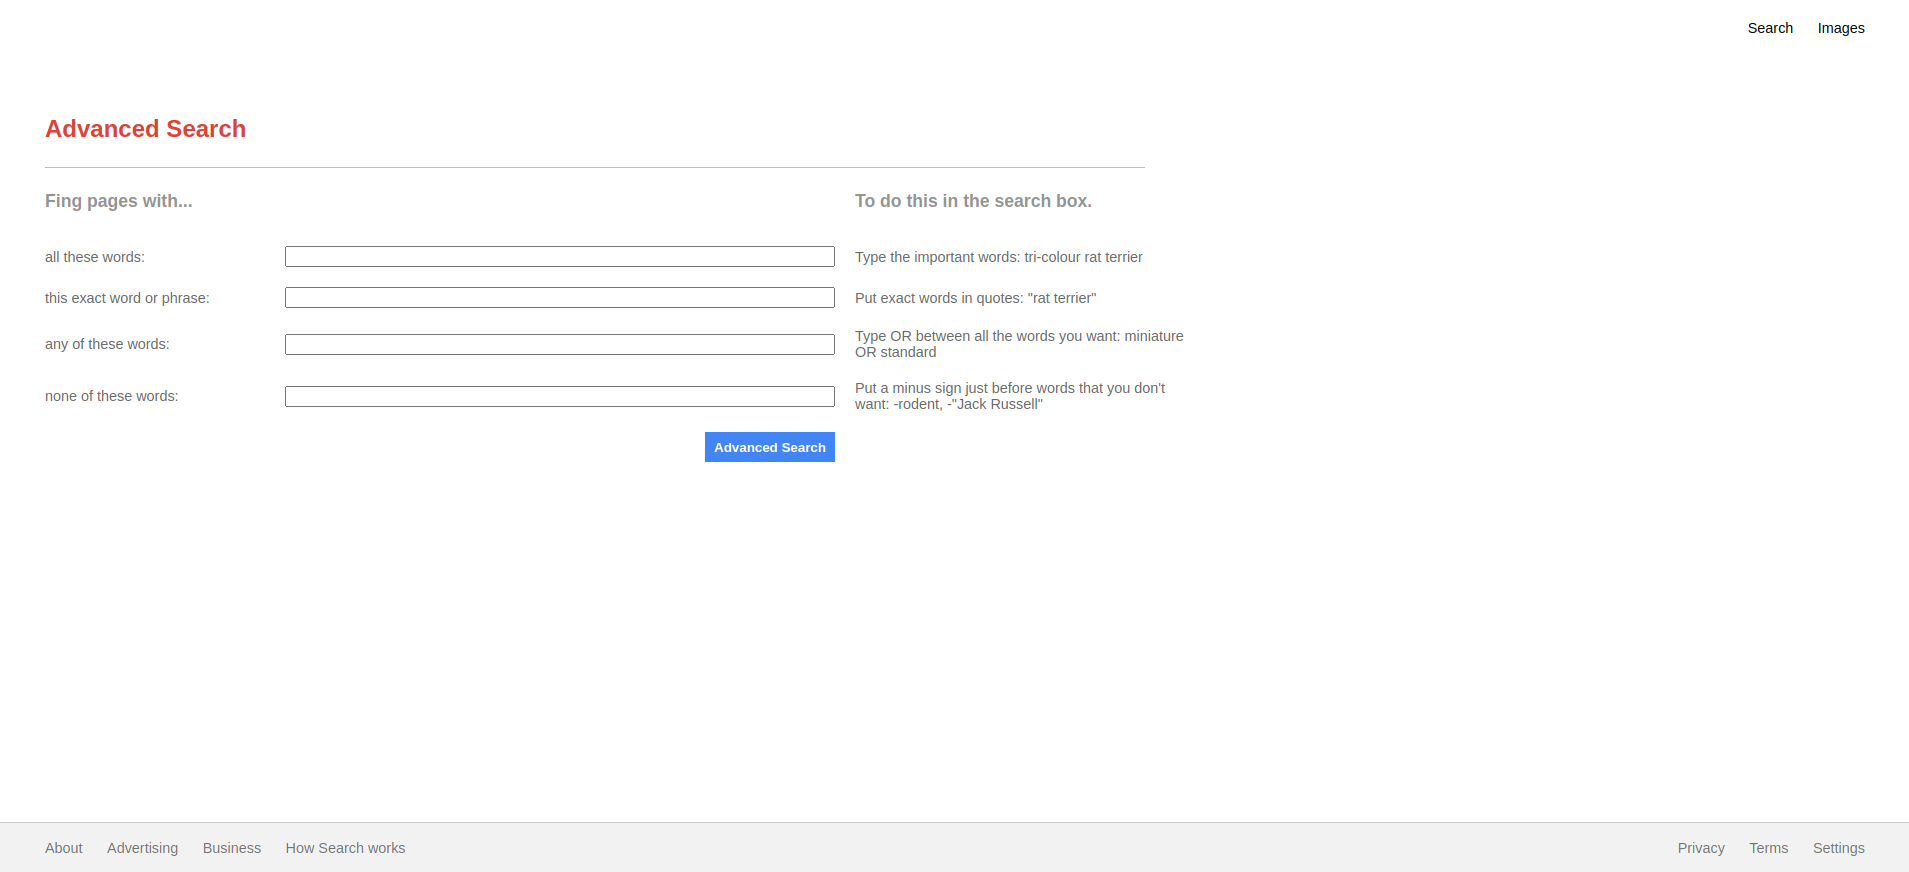 Search Images
Advanced Search
Fing pages with... To do this in the search box.
all these words: Type the important words: tri-colour rat terrier
this exact word or phrase: Put exact words in quotes: "rat terrier"
any of these words: Type OR between all the words you want: miniature
OR standard
none of these words: Put a minus sign just before words that you don't
want: -rodent, -"Jack Russell"
Advanced Search
About Advertising Business How Search works Privacy Terms Settings